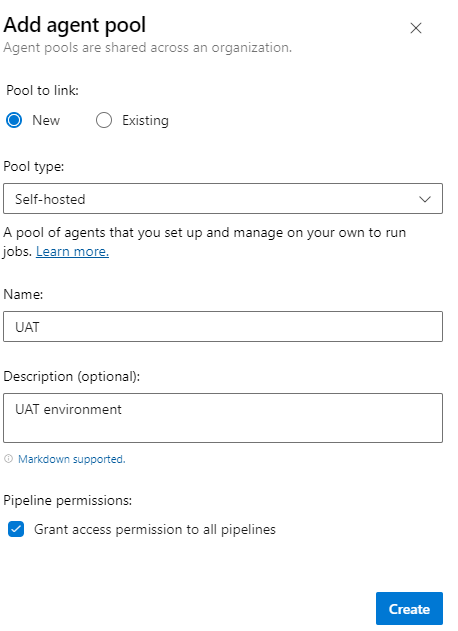 Add agent pool
Agent pools are shared across an organization.
Pool to link:
New Existing
Pool type:
Self-hosted
A pool of agents that you set up and manage on your own to run
jobs. Learn more.
Name:
UAT
Description (optional):
UAT environment
Markdown supported.
Pipeline permissions:
Grant access permission to all pipelines
Create